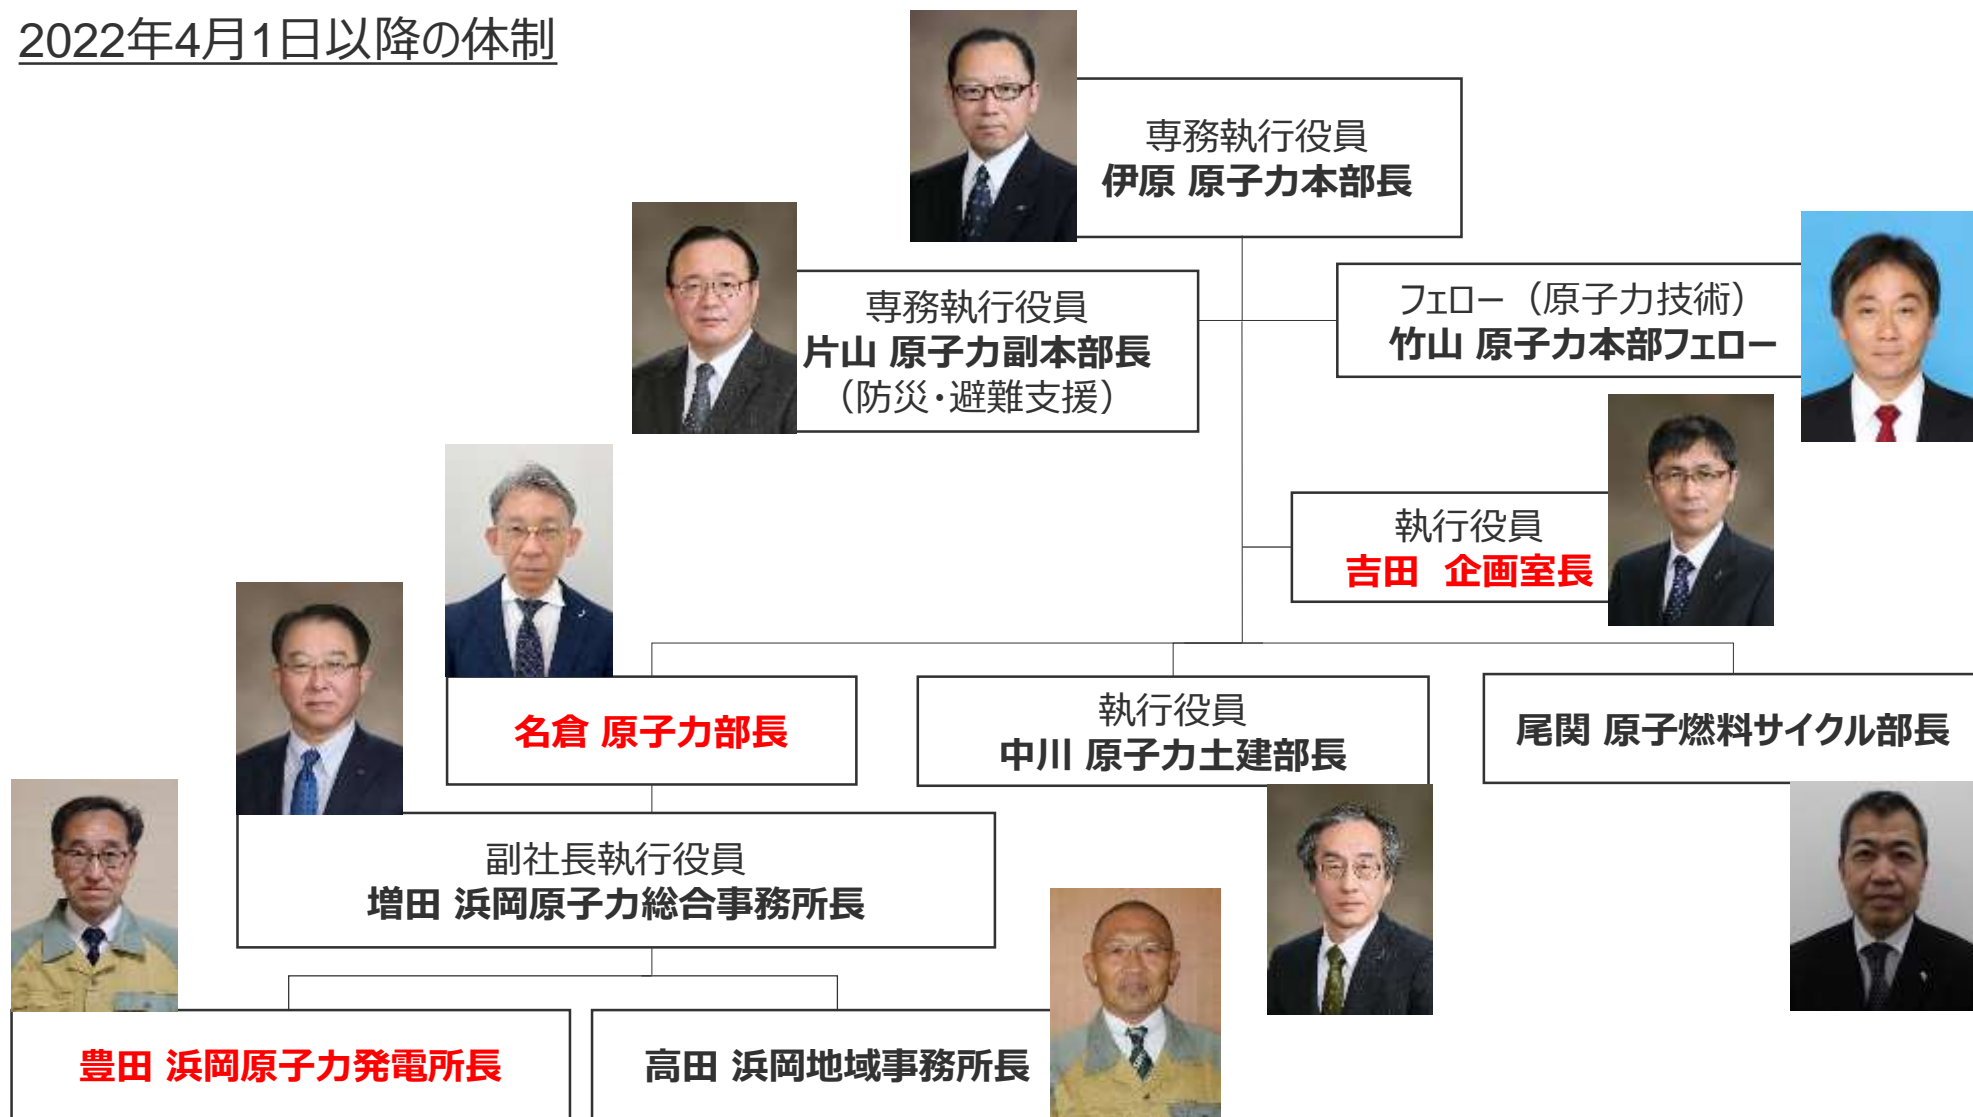 2022年4月1日以降の体制
専務執行役員
伊原 原子力本部長
専務執行役員
片山 原子力副本部長
（防災・避難支援）
フェロー（原子力技術）
竹山 原子力本部フェロー
執行役員
吉田　企画室長
名倉 原子力部長
執行役員
中川 原子力土建部長
尾関 原子燃料サイクル部長
副社長執行役員
増田 浜岡原子力総合事務所長
豊田 浜岡原子力発電所長
高田 浜岡地域事務所長